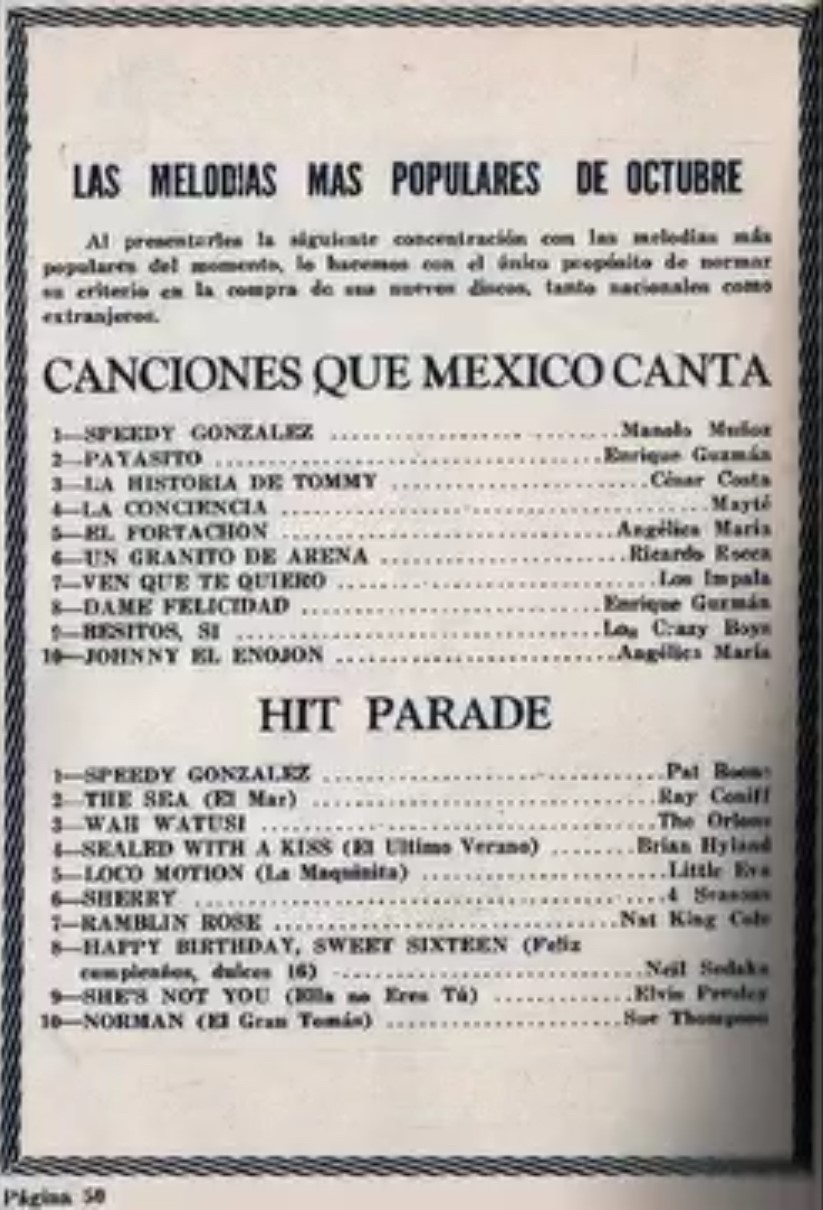 LAS MELODIAS MAS POPULARES DE OCTUBRE
Al presentarles la siguiente concentración con las melodías más
populares del momento, lo hacemos con el único propósito de normar
su criterio en la compra de sus nuevos discos, tanto nacionales como
extranjeros.
CANCIONES QUE MEXICO CANTA
1—SPEEDY GONZALEZ ........................ Manolo Muñoz
2—PAYASITO ................................ Enrique Guzmán
3—LA HISTORIA DE TOMMY ........................ César Costa
4—LA CONCIENCIA ................................ Mayté
5—EL FORTACHON ............................ Angélica María
6—UN GRANITO DE ARENA ........................ Ricardo Rocca
7—VEN QUE TE QUIERO ............................ Los Impala
8—DAME FELICIDAD ............................ Enrique Guzmán
9—BESITOS, SI ................................ Los Crazy Boys
10—JOHNNY EL ENOJON ........................ Angélica María
HIT PARADE
1—SPEEDY GONZALEZ ............................ Pat Boone
2—THE SEA (El Mar) ............................ Ray Coniff
3—WAH WATUSI ................................ The Orlons
4—SEALED WITH A KISS (El Ultimo Verano) ........ Brian Hyland
5—LOCO MOTION (La Maquinita) .................... Little Eva
6—SHERRY .................................... 4 Seasons
7—RAMBLIN ROSE ............................ Nat King Cole
8—HAPPY BIRTHDAY, SWEET SIXTEEN (Feliz
cumpleaños, dulces 16) ........................ Neil Sedaka
9—SHE'S NOT YOU (Ella no Eres Tú) ............ Elvis Presley
10—NORMAN (El Gran Tomás) .................... Sue Thompson
Página 50